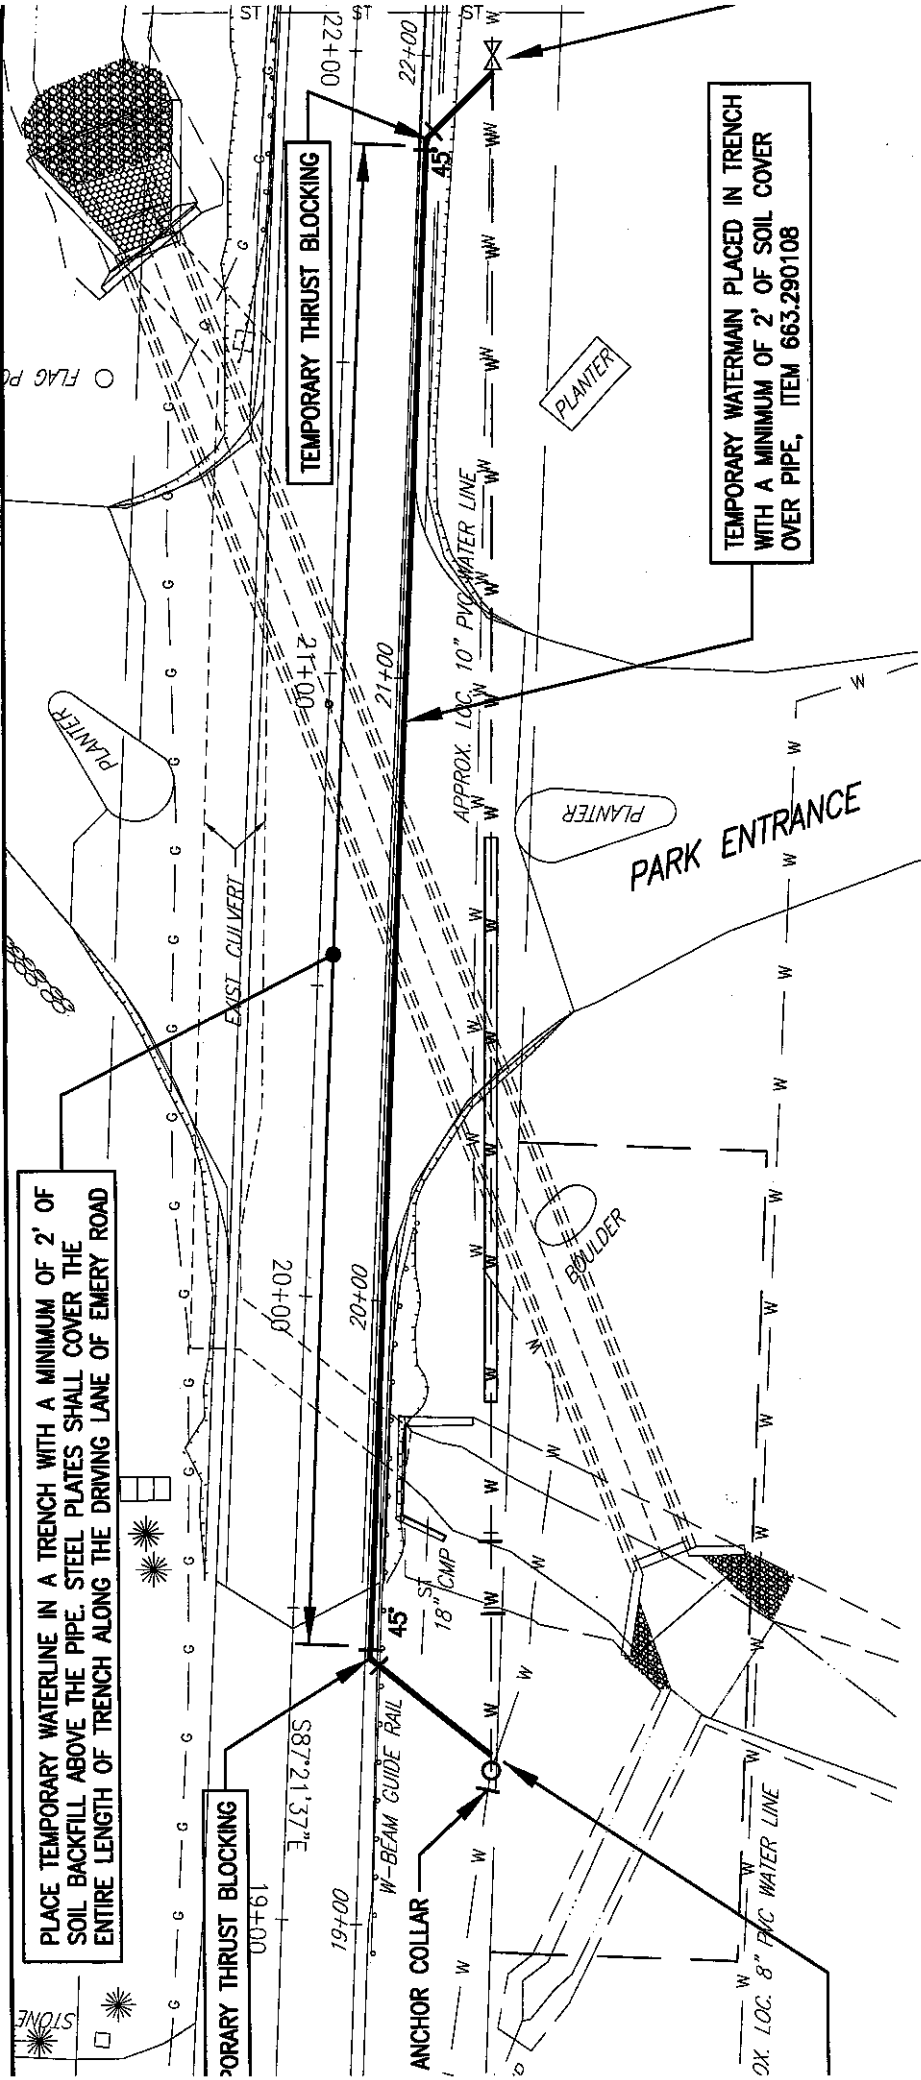 ST
ST
ST
22+00
22+00
TEMPORARY THRUST BLOCKING
45°
TEMPORARY WATERMAIN PLACED IN TRENCH
WITH A MINIMUM OF 2' OF SOIL COVER
OVER PIPE, ITEM 663.290108
FLAG PO
PLANTER
APPROX. LOC. 10" PVC WATER LINE
21+00
21+00
PLANTER
PLANTER
PARK ENTRANCE
EXIST. CULVERT
PLACE TEMPORARY WATERLINE IN A TRENCH WITH A MINIMUM OF 2' OF
SOIL BACKFILL ABOVE THE PIPE. STEEL PLATES SHALL COVER THE
ENTIRE LENGTH OF TRENCH ALONG THE DRIVING LANE OF EMERY ROAD
20+00
20+00
BOULDER
45°
ST
18" CMP
PORARY THRUST BLOCKING
S87°21'37"E
W-BEAM GUIDE RAIL
19+00
19+00
ANCHOR COLLAR
STONE
OX. LOC. 8" PVC WATER LINE